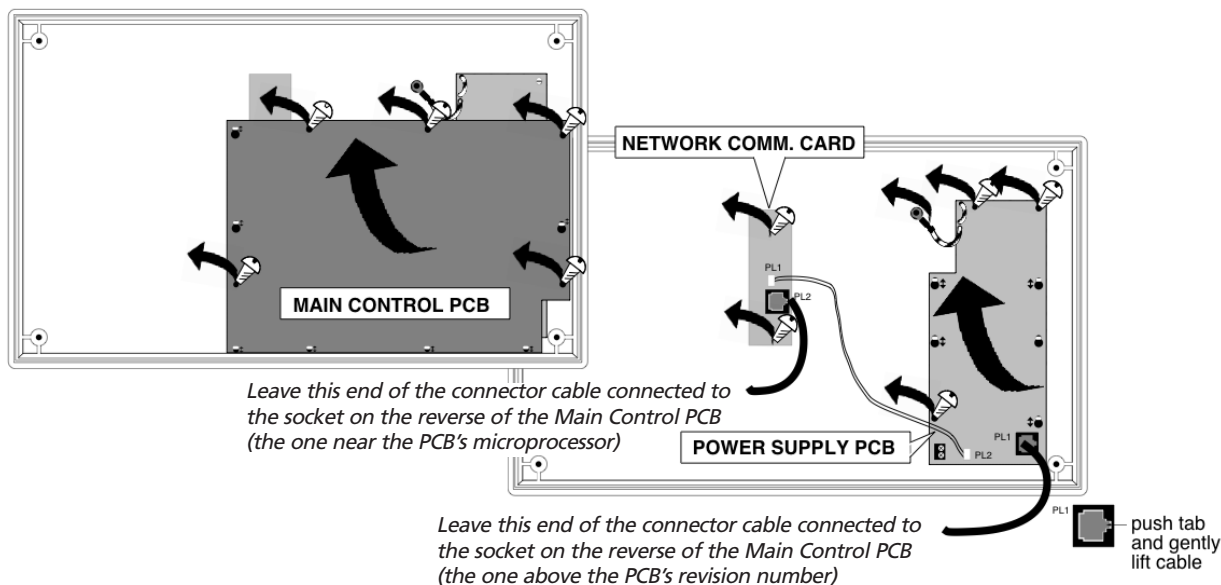 NETWORK COMM. CARD
MAIN CONTROL PCB
PL1
PL2
Leave this end of the connector cable connected to
the socket on the reverse of the Main Control PCB
(the one near the PCB's microprocessor)
POWER SUPPLY PCB
PL1
PL2
Leave this end of the connector cable connected to
the socket on the reverse of the Main Control PCB
(the one above the PCB's revision number)
PL1
push tab
and gently
lift cable